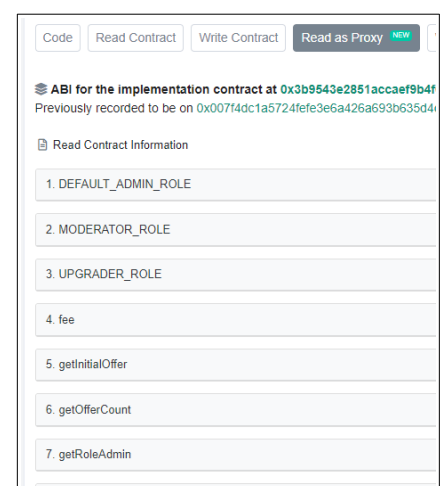 Code Read Contract Write Contract Read as Proxy NEW
ABI for the implementation contract at 0x3b9543e2851accaef9b4f
Previously recorded to be on 0x007f4dc1a5724fefe3e6a426a693b635d4
Read Contract Information
1. DEFAULT_ADMIN_ROLE
2. MODERATOR_ROLE
3. UPGRADER_ROLE
4. fee
5. getInitialOffer
6. getOfferCount
7. getRoleAdmin